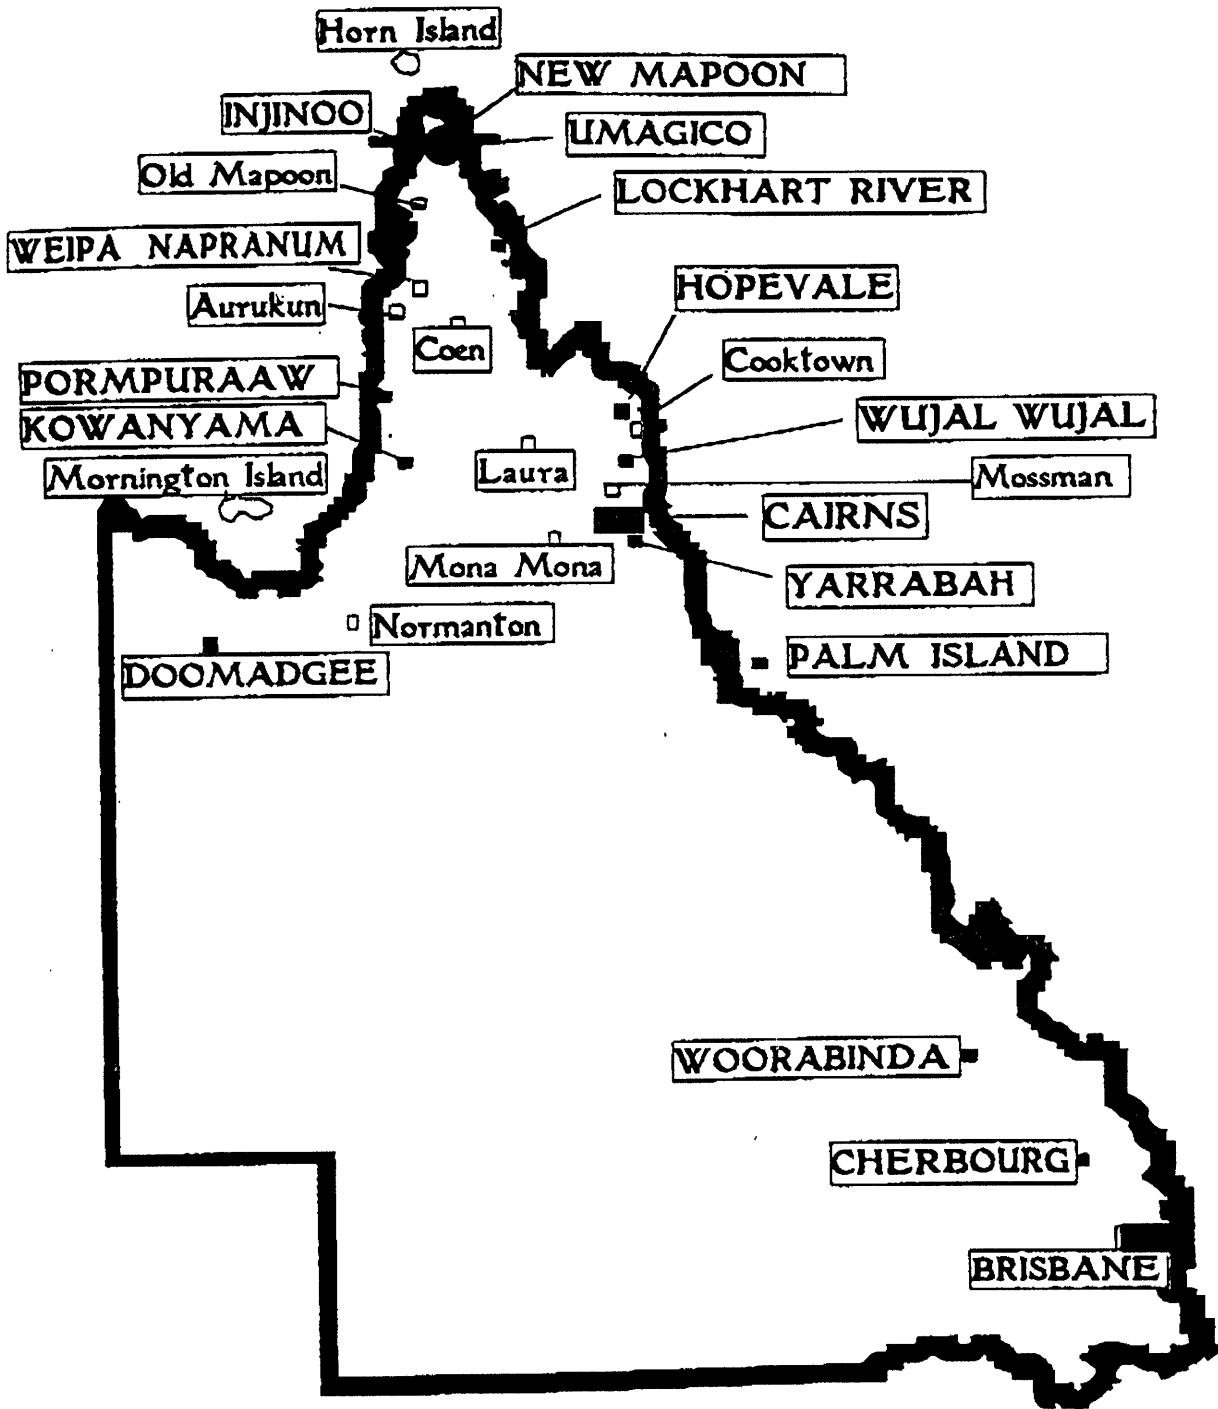 Horn Island
NEW MAPOON
INJINOO
UMAGICO
Old Mapoon
LOCKHART RIVER
WEIPA NAPRANUM
HOPEVALE
Aurukun
Coen
Cooktown
PORMPURAAW
WUJAL WUJAL
KOWANYAMA
Laura
Mornington Island
Mossman
CAIRNS
Mona Mona
YARRABAH
Normanton
PALM ISLAND
DOOMADGEE
WOORABINDA
CHERBOURG
BRISBANE